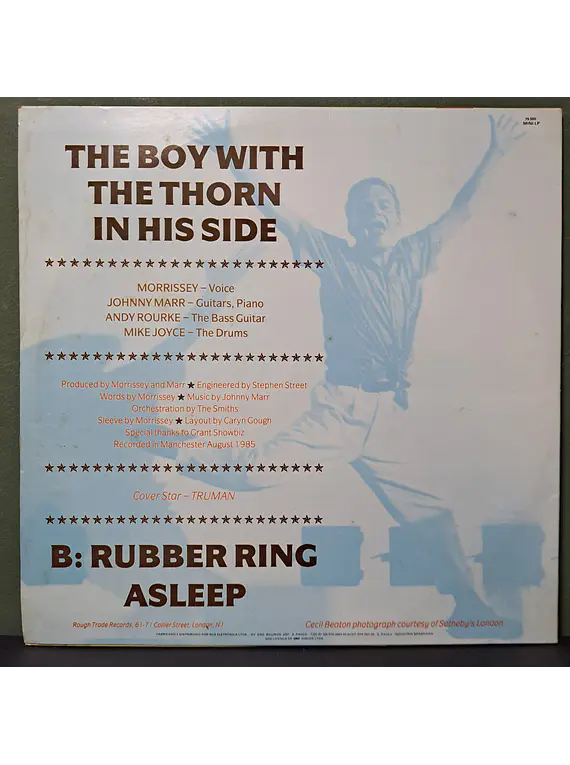 MINI-LP
THE BOY WITH
THE THORN
IN HIS SIDE
MORRISSEY – Voice
JOHNNY MARR – Guitars, Piano
ANDY ROURKE – The Bass Guitar
MIKE JOYCE – The Drums
Produced by Morrissey and Marr ★ Engineered by Stephen Street
Words by Morrissey ★ Music by Johnny Marr
Orchestration by The Smiths
Sleeve by Morrissey ★ Layout by Caryn Gough
Special thanks to Grant Showbiz
Recorded in Manchester August 1985
Cover Star – TRUMAN
B: RUBBER RING
ASLEEP
Rough Trade Records, 61-71 Collier Street, London, N1
Cecil Beaton photograph courtesy of Sotheby's London